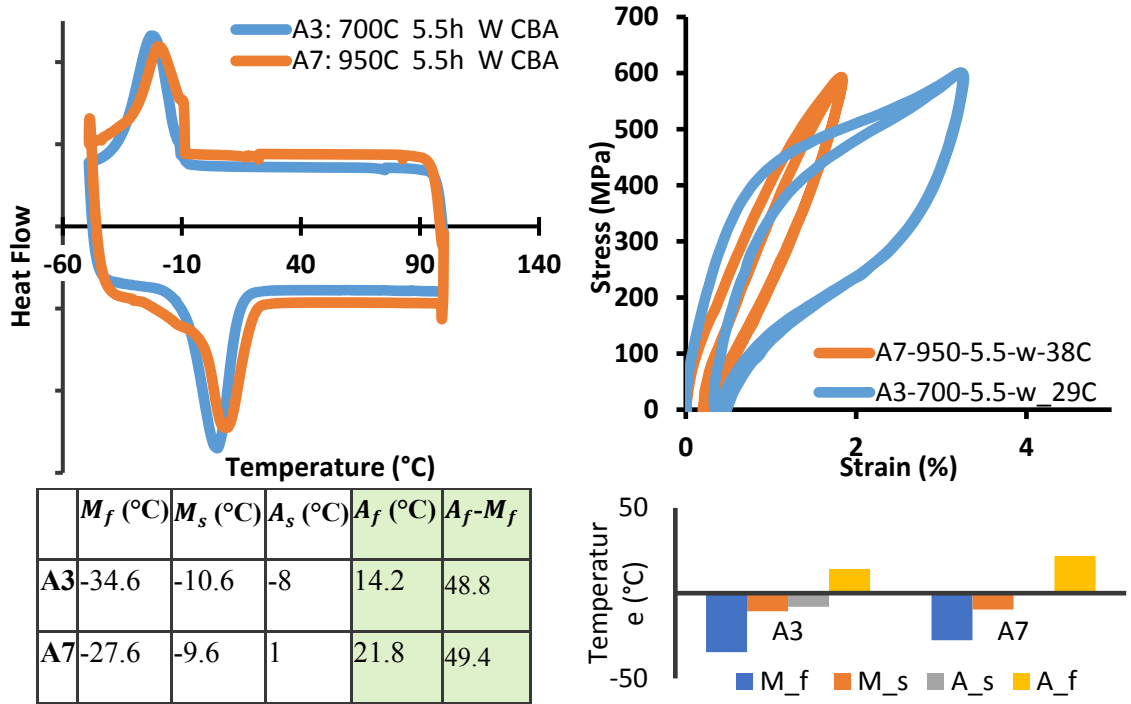 A3: 700C 5.5h W CBA
A7: 950C 5.5h W CBA
Heat Flow
-60 -10 40 90 140
Temperature (°C)
700
600
500
400
300
200
100
0
Stress (MPa)
A7-950-5.5-w-38C
A3-700-5.5-w_29C
0 2 4
Strain (%)
M_f (°C) M_s (°C) A_s (°C) A_f (°C) A_f-M_f
A3 -34.6 -10.6 -8 14.2 48.8
A7 -27.6 -9.6 1 21.8 49.4
50
0
-50
Temperatur
e (°C)
A3 A7
M_f M_s A_s A_f